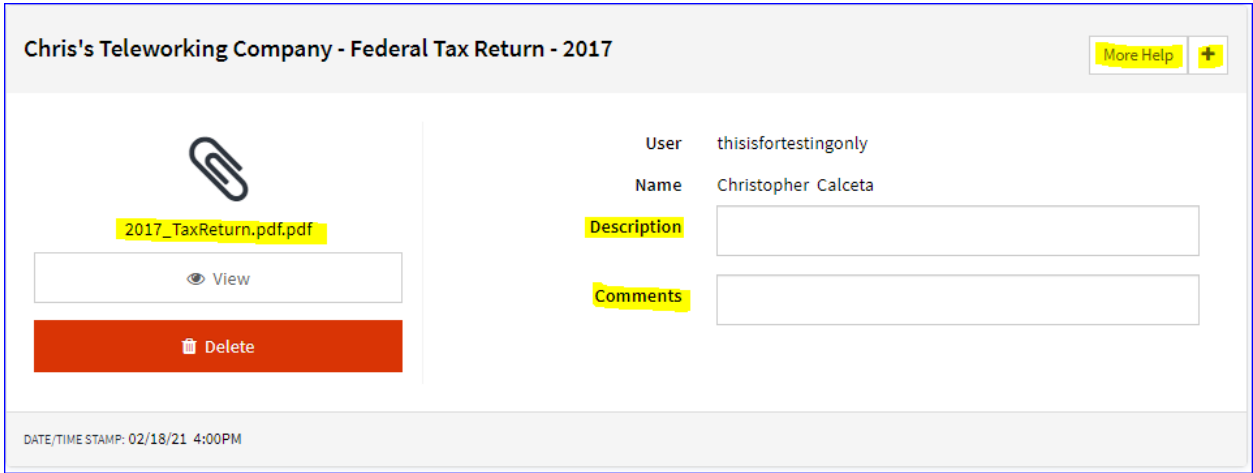 Chris's Teleworking Company - Federal Tax Return - 2017
More Help +
2017_TaxReturn.pdf.pdf
View
Delete
User thisisfortestingonly
Name Christopher Calceta
Description
Comments
DATE/TIME STAMP: 02/18/21 4:00PM